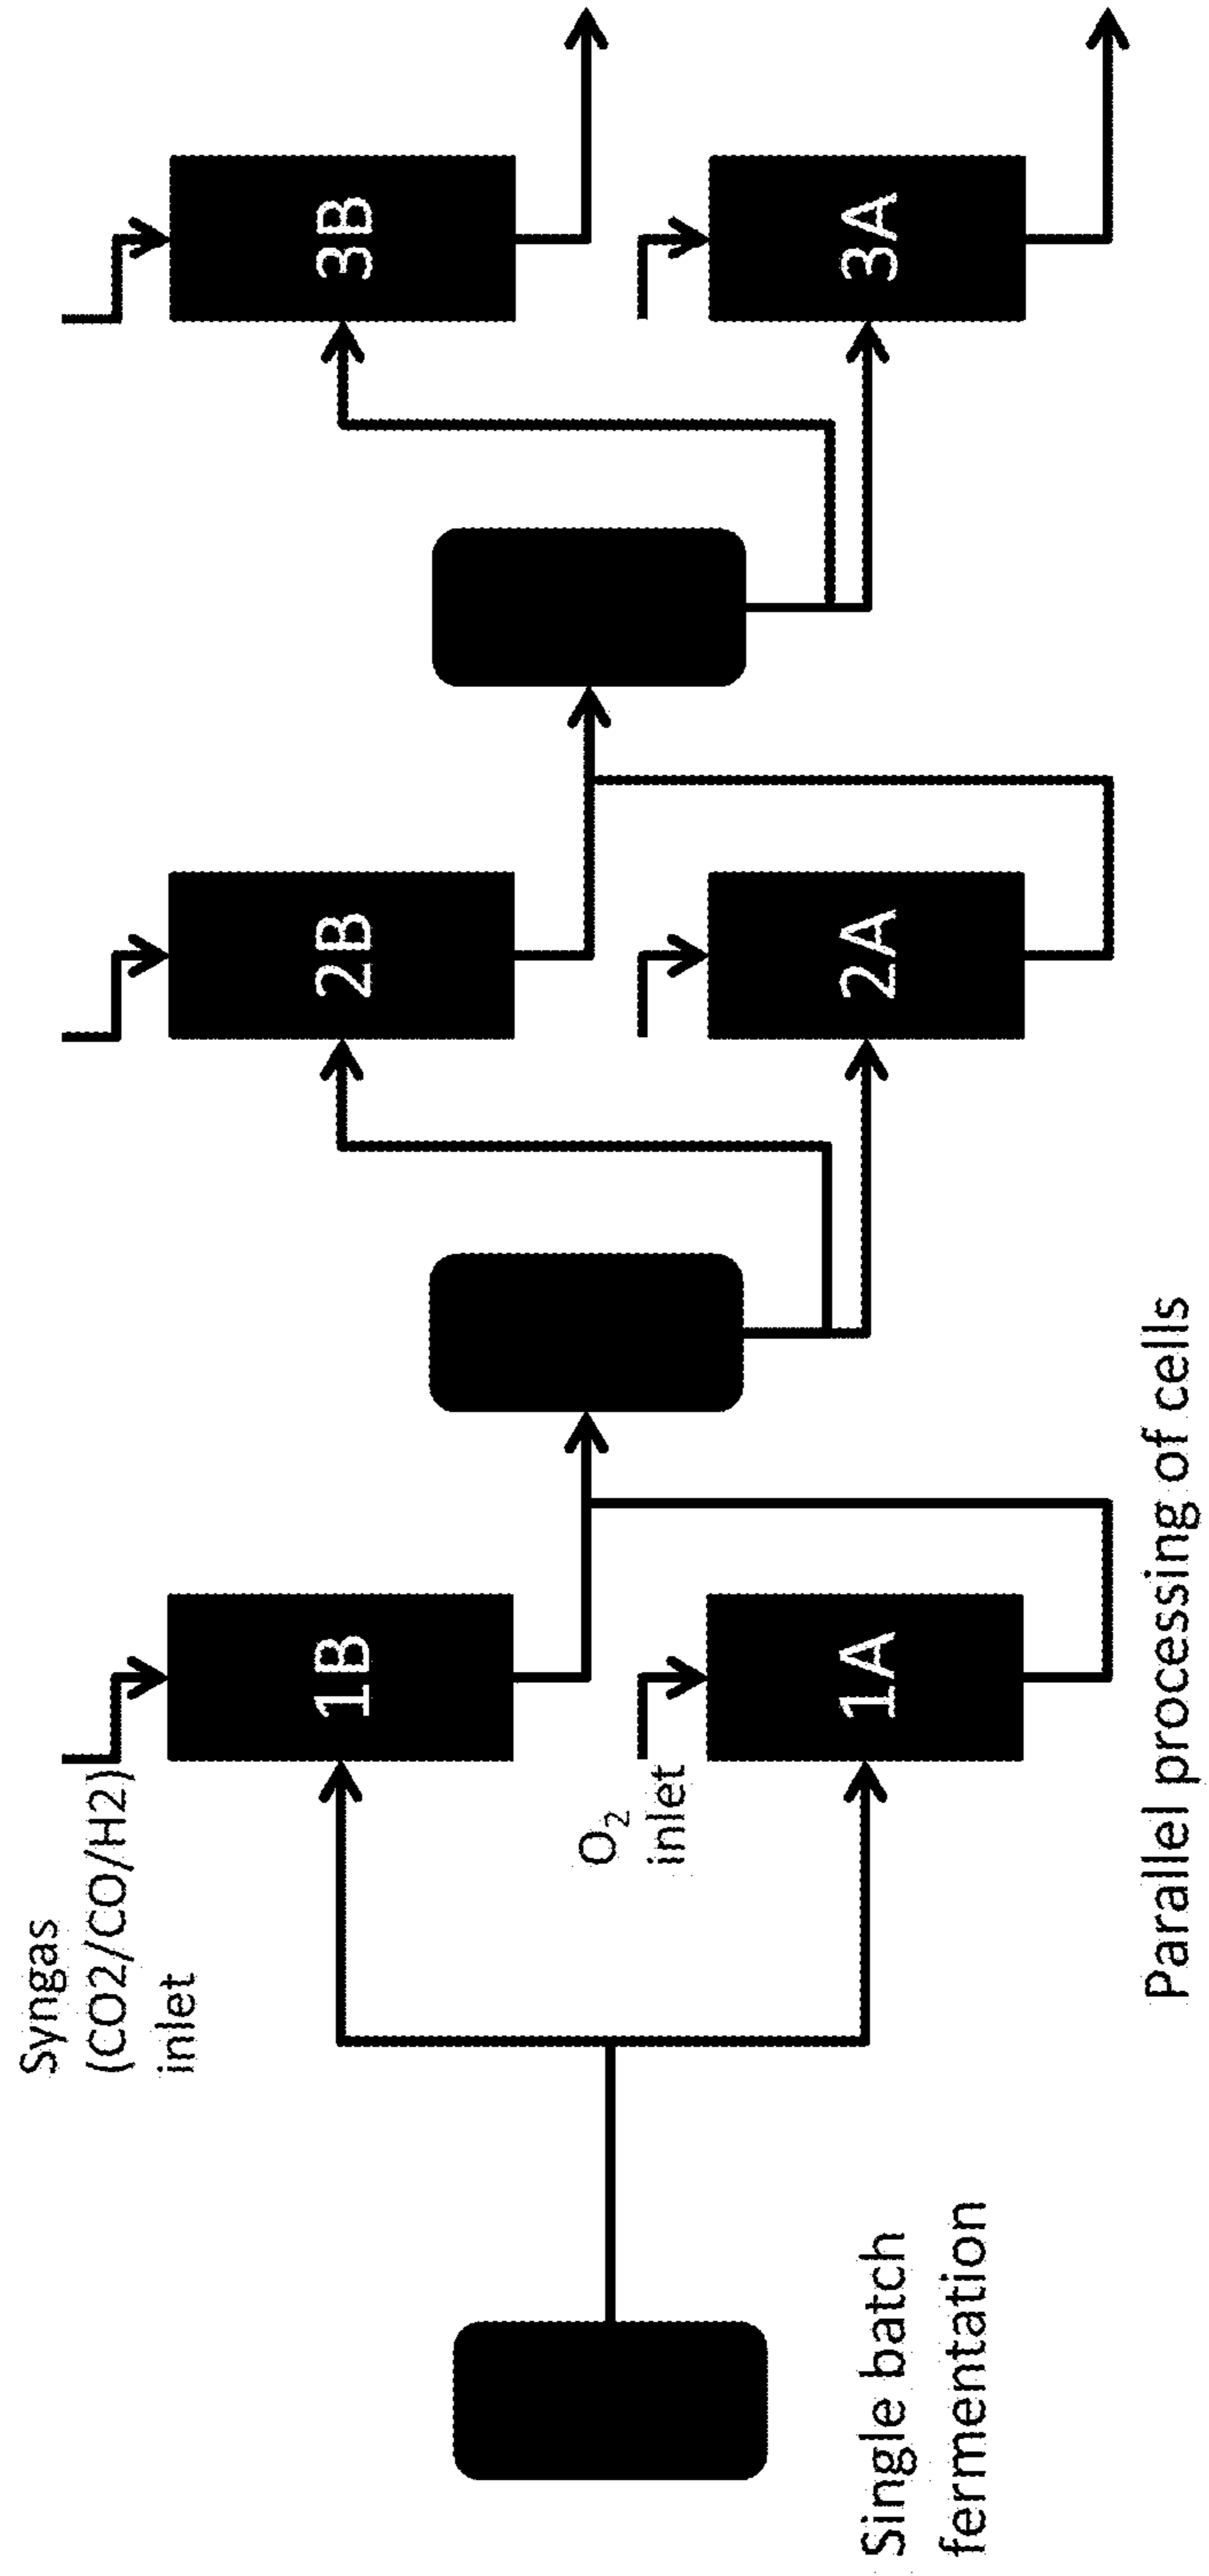 Syngas
(CO2/CO/H2)
inlet
1B
2B
3B
O₂
inlet
1A
2A
3A
Single batch
fermentation
Parallel processing of cells